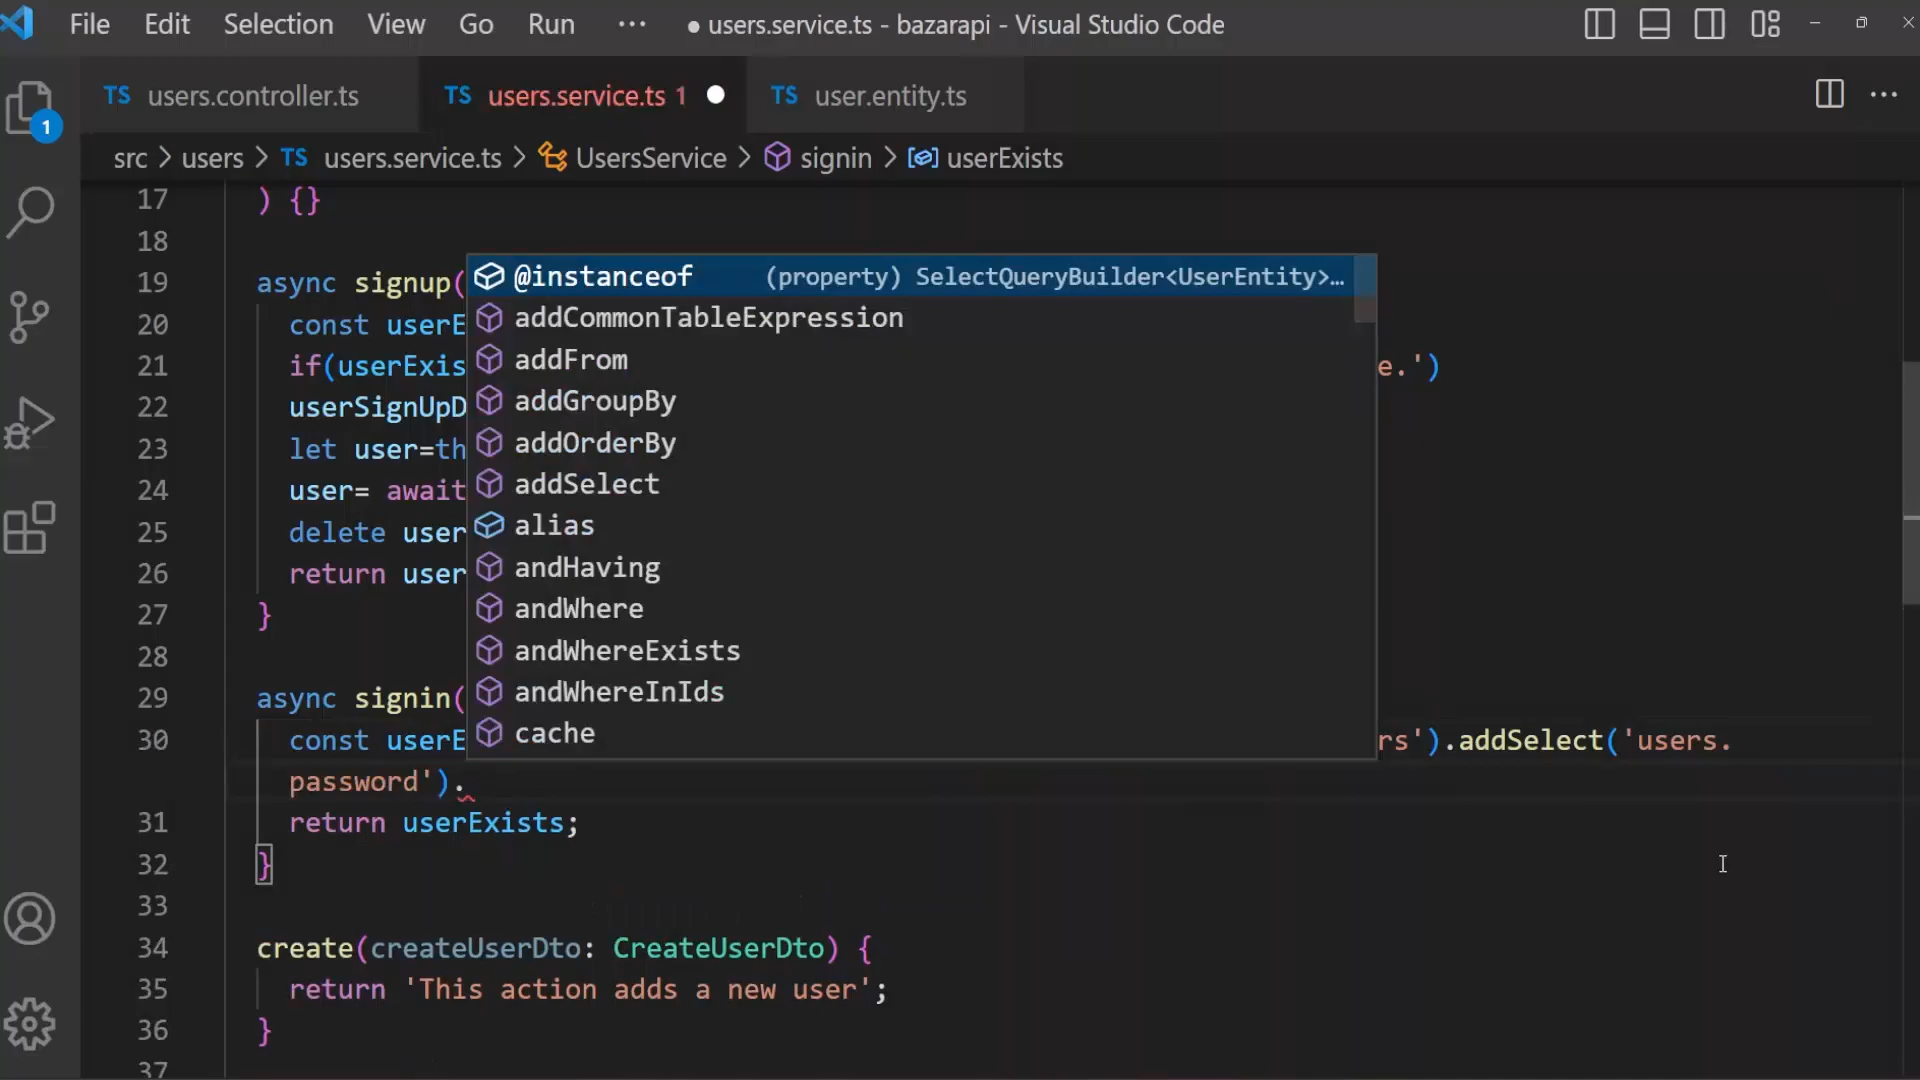 File Edit Selection View Go Run ··· ● users.service.ts - bazarapi - Visual Studio Code
TS users.controller.ts TS users.service.ts 1 ● TS user.entity.ts ···
src > users > TS users.service.ts > UsersService > signin > userExists
1
17 ) {}
18
19 async signup(
20 const userE
21 if(userExis e.')
22 userSignUpD
23 let user=th
24 user= await
25 delete user
26 return user
27 }
28
29 async signin(
30 const userE rs').addSelect('users.
password').
31 return userExists;
32 }
33
34 create(createUserDto: CreateUserDto) {
35 return 'This action adds a new user';
36 }
37
@instanceof (property) SelectQueryBuilder<UserEntity>…
addCommonTableExpression
addFrom
addGroupBy
addOrderBy
addSelect
alias
andHaving
andWhere
andWhereExists
andWhereInIds
cache